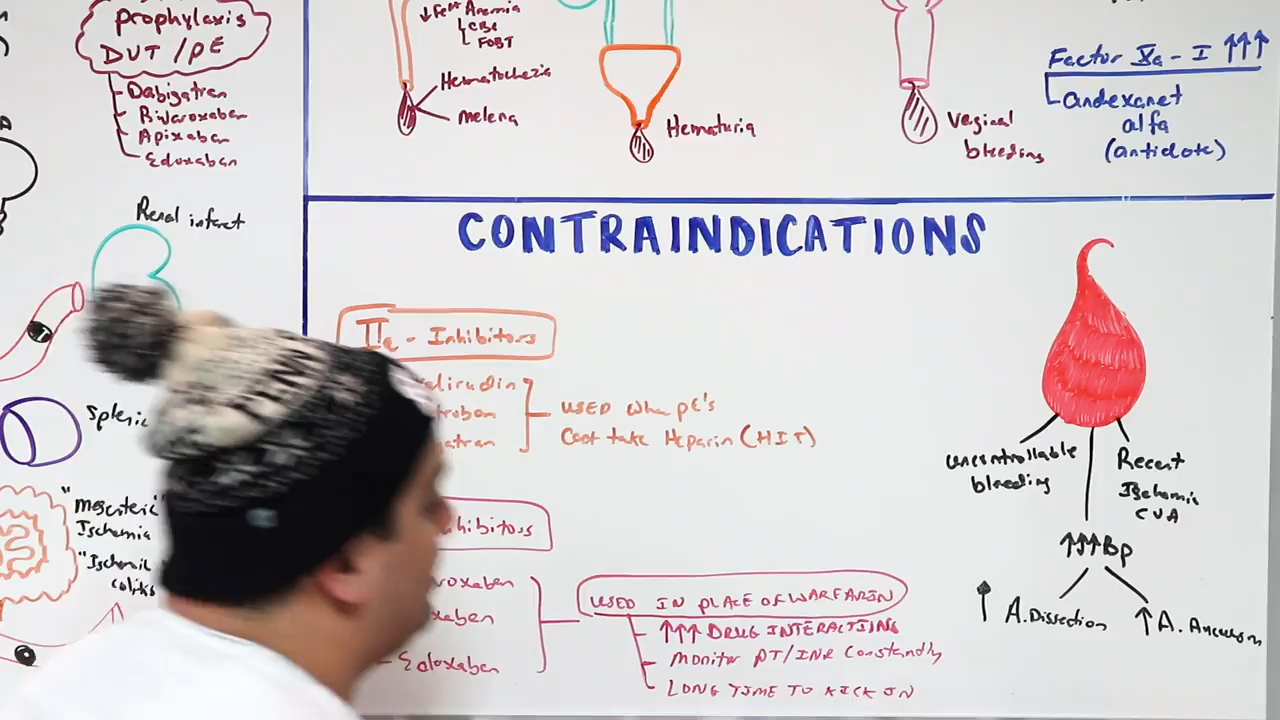 prophylaxis
DVT / PE
Dabigatran
Rivaroxaban
Apixaban
Edoxaban
Renal infarct
Splenic
"mesenteric"
Ischemia
"Ischemic
colitis
Anemia
CBC
FOBT
Hematochezia
melena
Hematuria
Vaginal
bleeding
Factor Xa - I ↑↑↑
andexanet
alfa
(antidote)
CONTRAINDICATIONS
IIa - Inhibitors
USED when pE's
Cant take Heparin (HIT)
hibitors
Edoxaban
USED IN PLACE OF WARFARIN
↑↑↑ DRUG INTERACTIONS
monitor PT/INR Constantly
LONG TIME TO KICK IN
uncontrollable
bleeding
Recent
Ischemic
CVA
↑↑↑BP
↑ A. Dissection
↑ A. Aneurysm